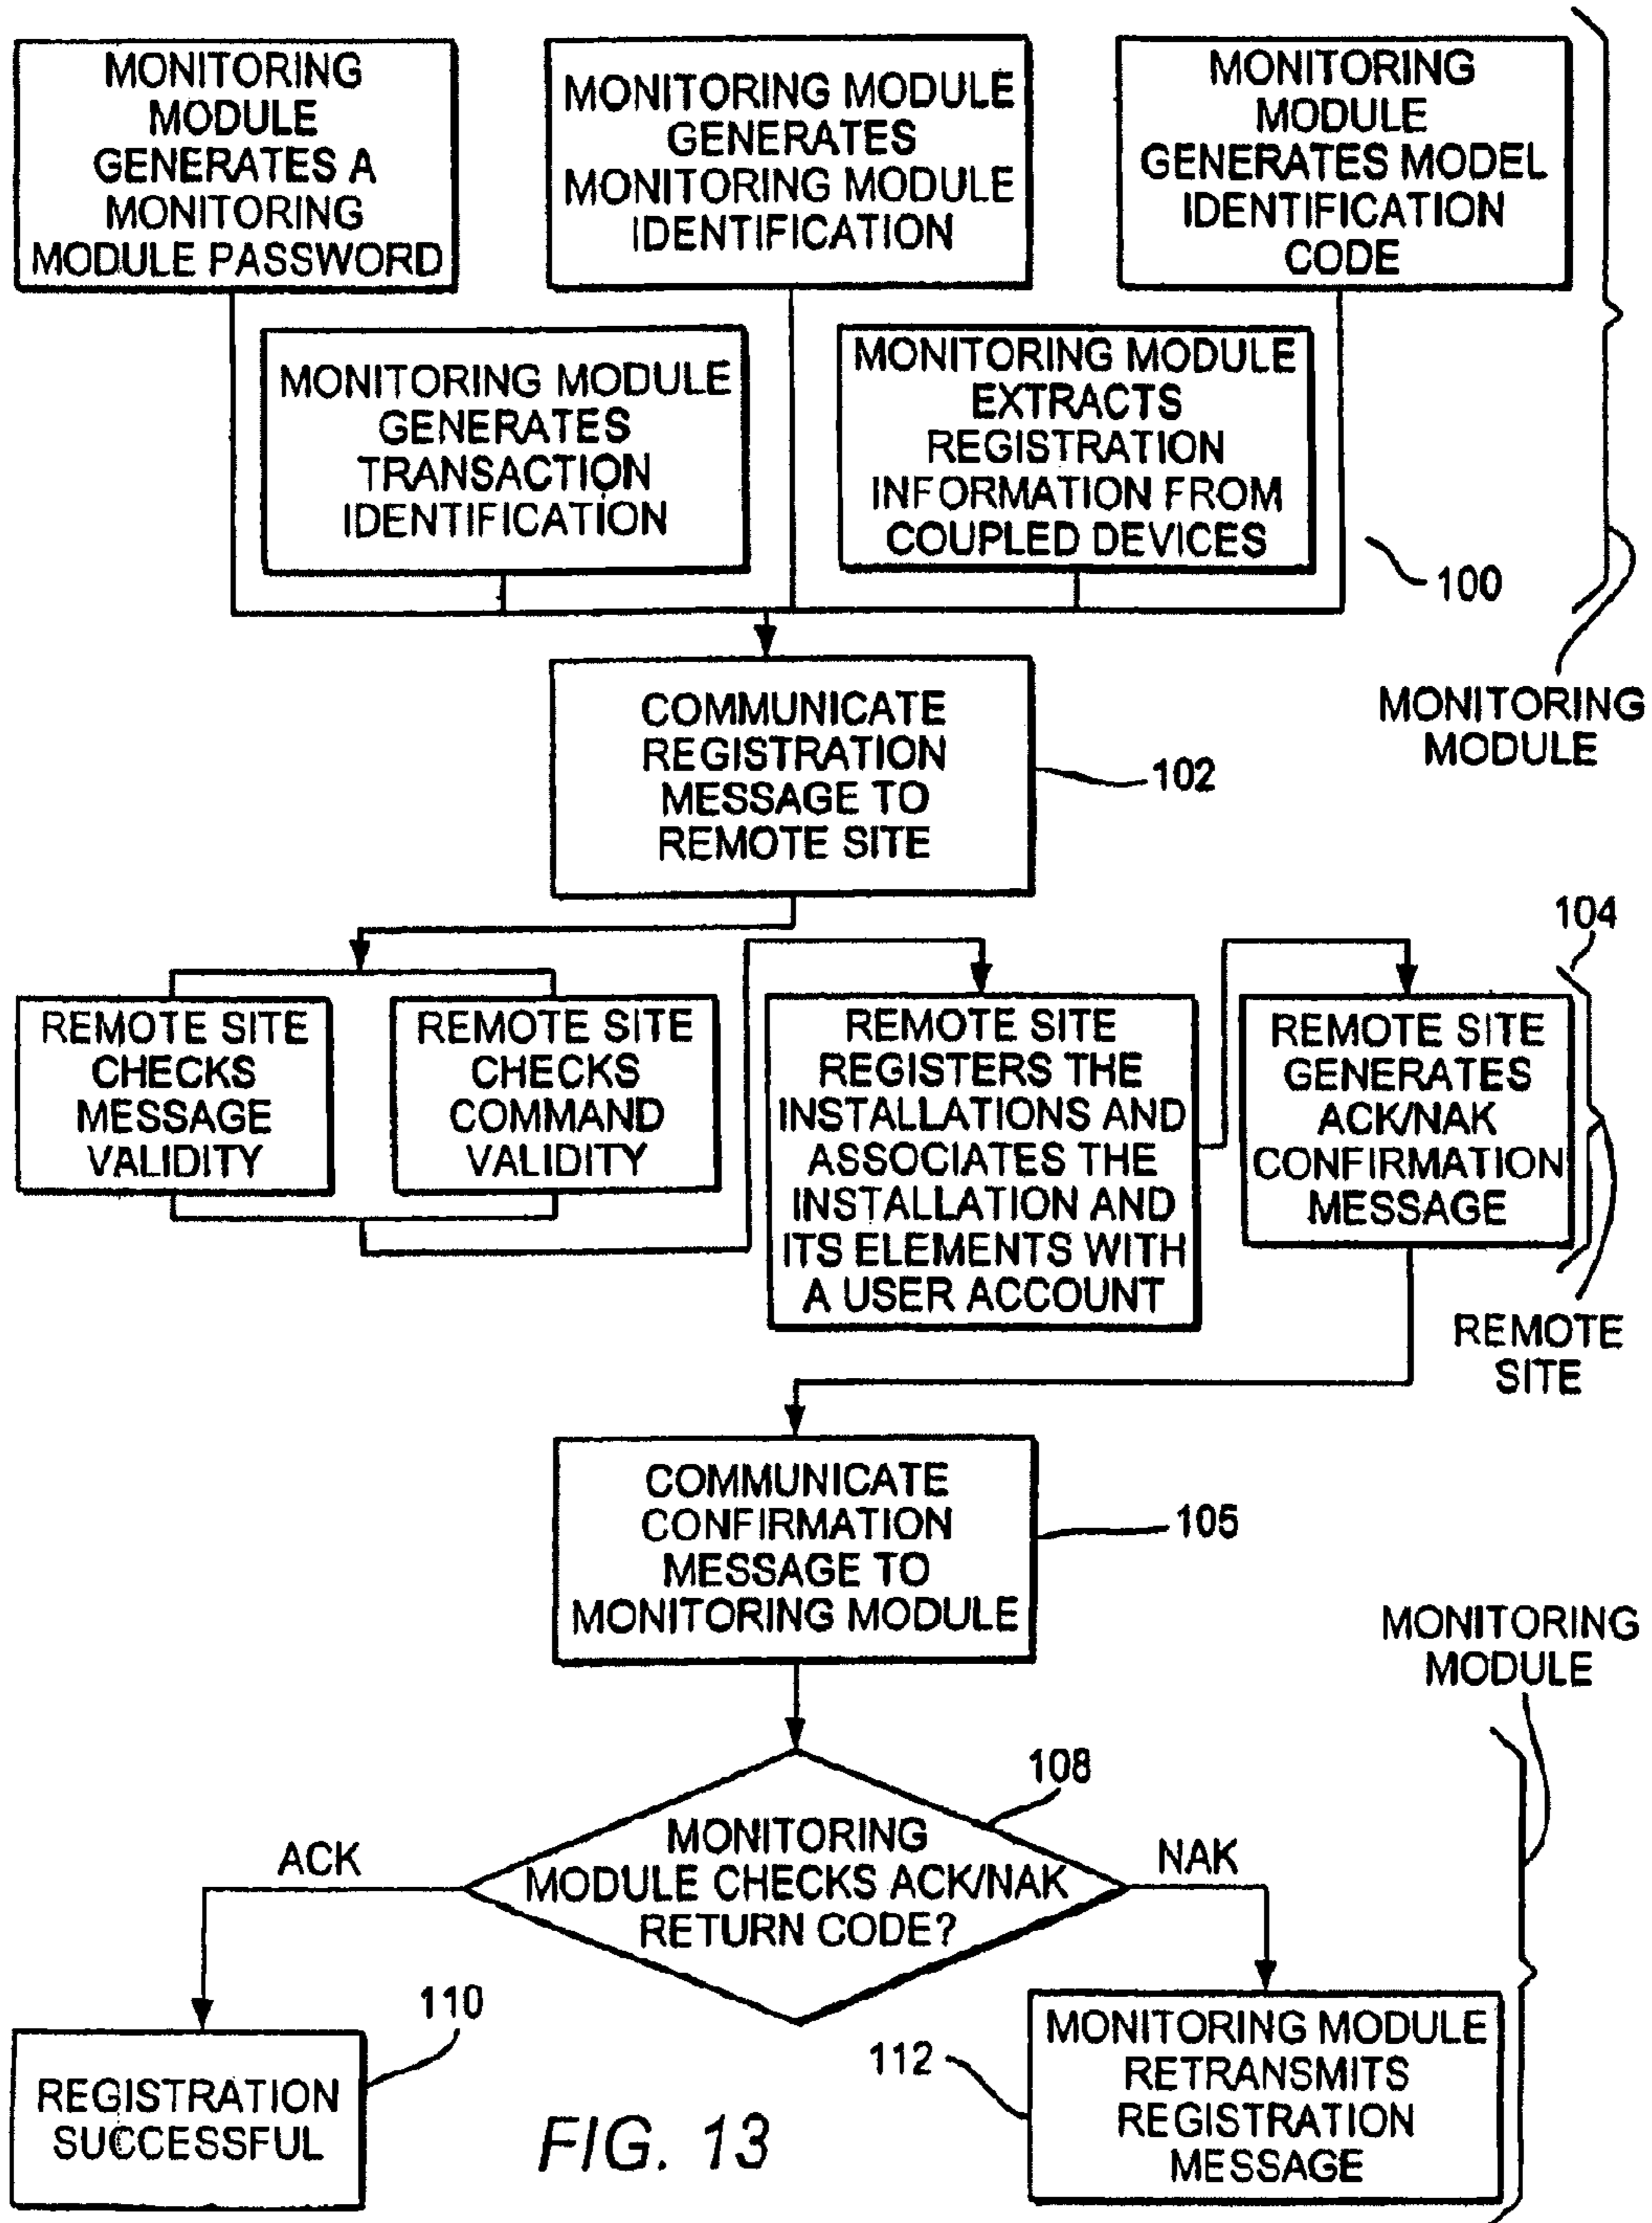 MONITORING
MODULE
GENERATES A
MONITORING
MODULE PASSWORD
MONITORING MODULE
GENERATES
MONITORING MODULE
IDENTIFICATION
MONITORING
MODULE
GENERATES MODEL
IDENTIFICATION
CODE
MONITORING MODULE
GENERATES
TRANSACTION
IDENTIFICATION
MONITORING MODULE
EXTRACTS
REGISTRATION
INFORMATION FROM
COUPLED DEVICES
100
MONITORING
MODULE
COMMUNICATE
REGISTRATION
MESSAGE TO
REMOTE SITE
102
104
REMOTE SITE
CHECKS
MESSAGE
VALIDITY
REMOTE SITE
CHECKS
COMMAND
VALIDITY
REMOTE SITE
REGISTERS THE
INSTALLATIONS AND
ASSOCIATES THE
INSTALLATION AND
ITS ELEMENTS WITH
A USER ACCOUNT
REMOTE SITE
GENERATES
ACK/NAK
CONFIRMATION
MESSAGE
REMOTE
SITE
COMMUNICATE
CONFIRMATION
MESSAGE TO
MONITORING MODULE
105
MONITORING
MODULE
108
MONITORING
MODULE CHECKS ACK/NAK
RETURN CODE?
ACK
NAK
110
REGISTRATION
SUCCESSFUL
112
MONITORING MODULE
RETRANSMITS
REGISTRATION
MESSAGE
FIG. 13